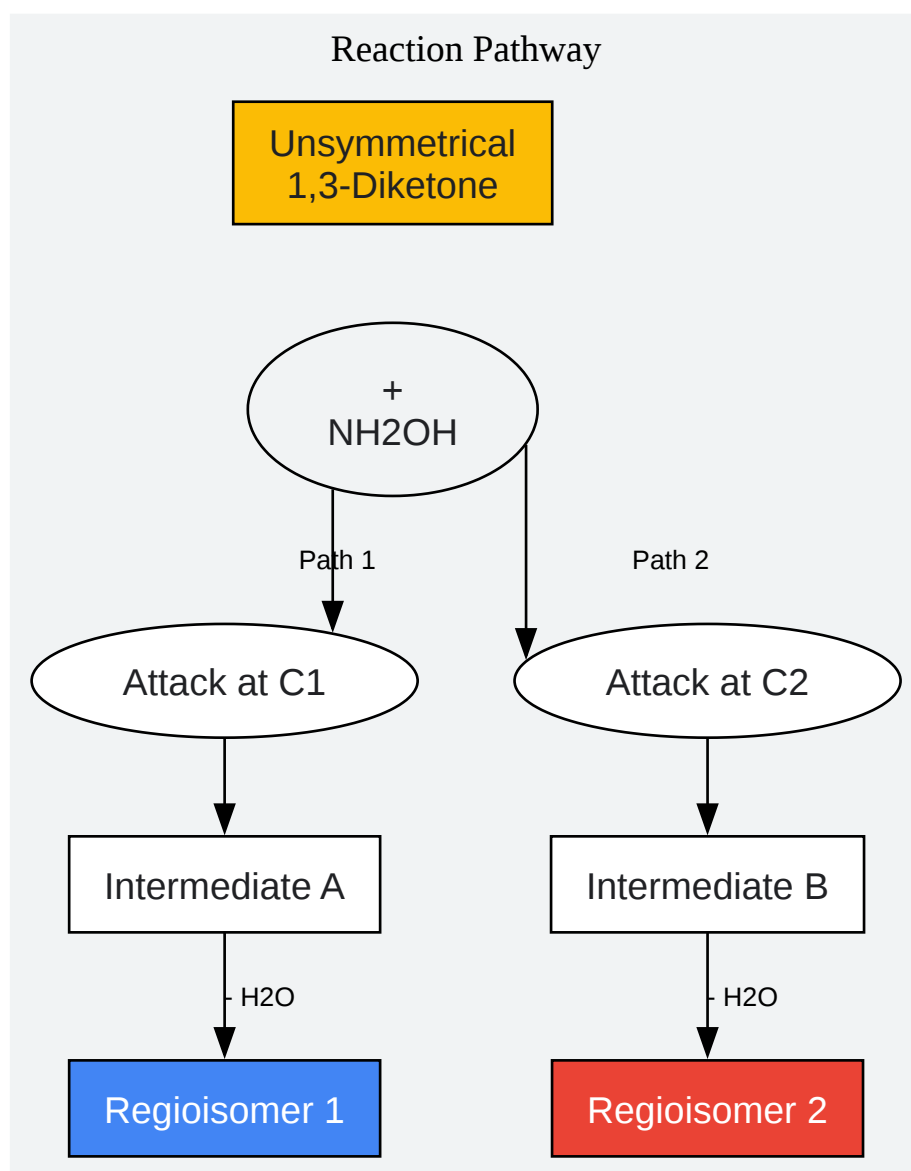 Reaction Pathway
Unsymmetrical
1,3-Diketone
+
NH2OH
Path 1
Path 2
Attack at C1
Attack at C2
Intermediate A
Intermediate B
- H2O
- H2O
Regioisomer 1
Regioisomer 2